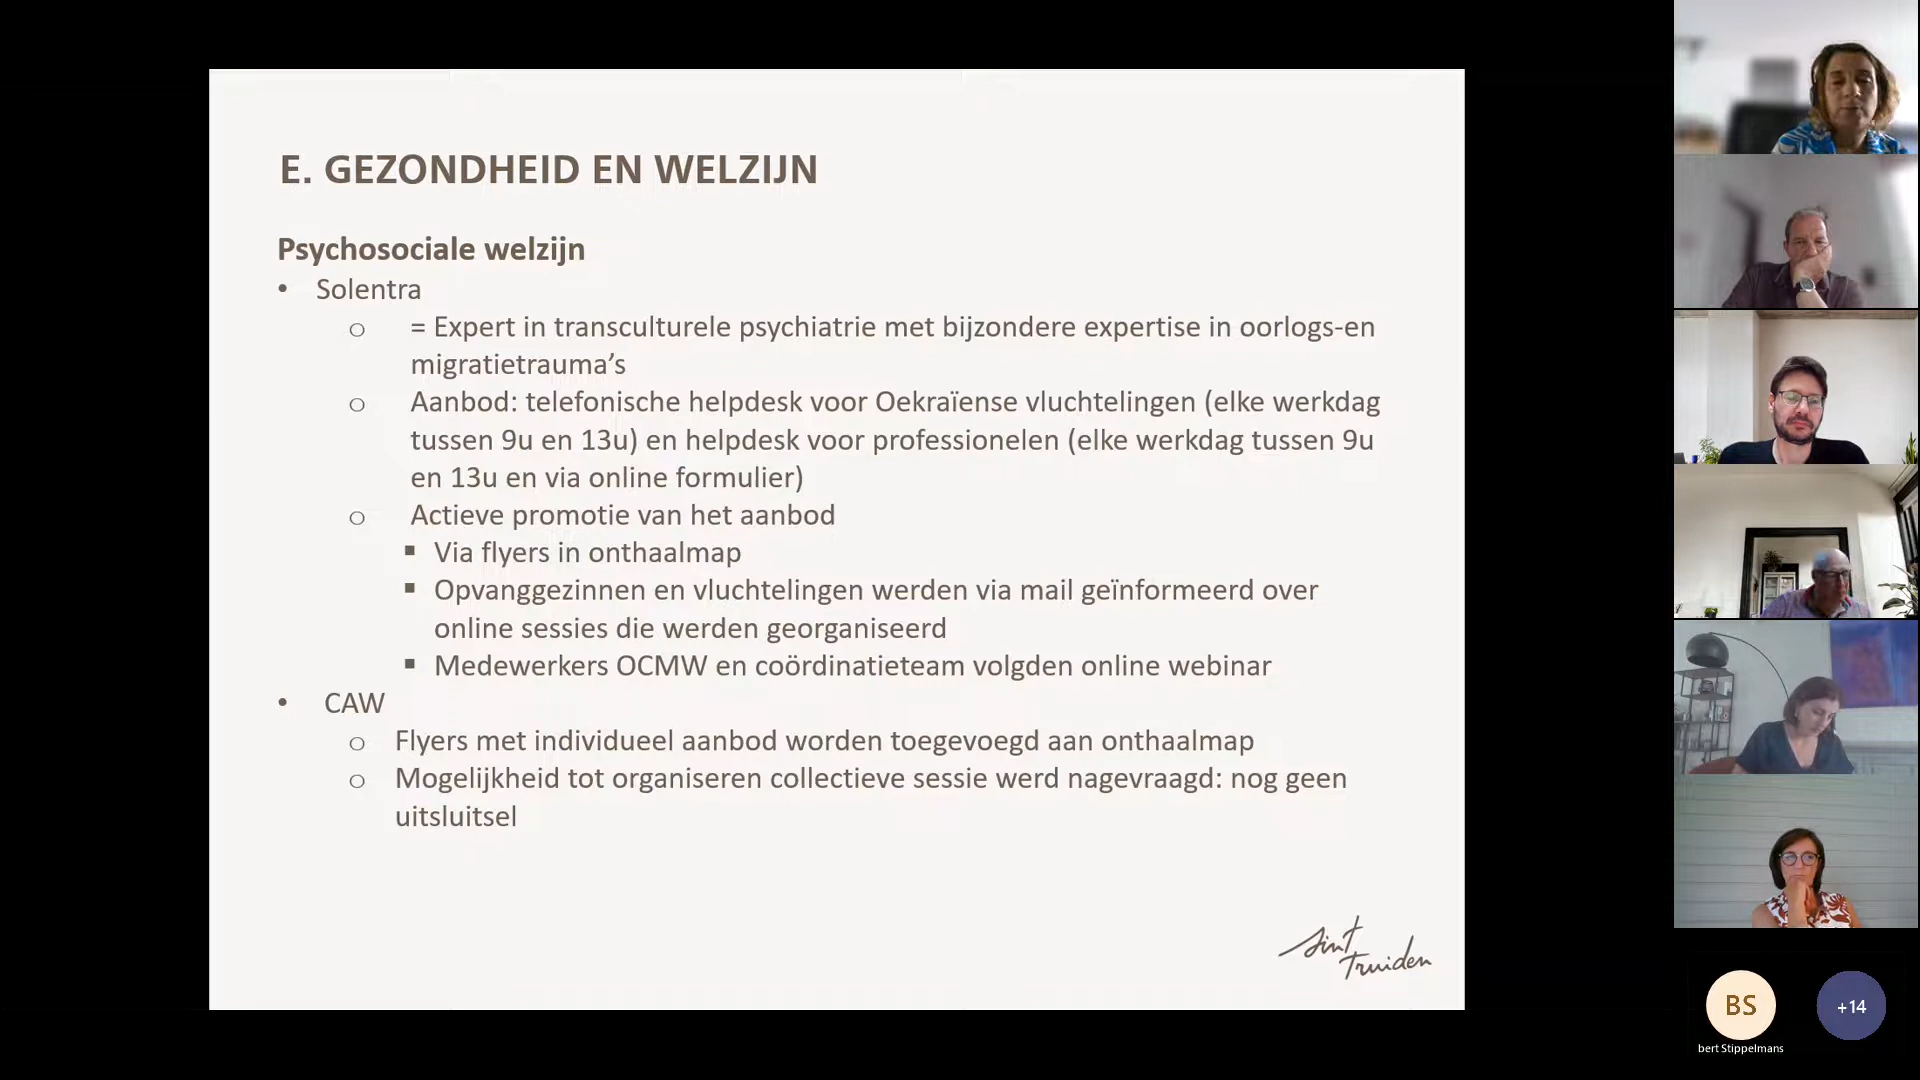 E. GEZONDHEID EN WELZIJN
Psychosociale welzijn
• Solentra
o = Expert in transculturele psychiatrie met bijzondere expertise in oorlogs-en
migratietrauma’s
o Aanbod: telefonische helpdesk voor Oekraïense vluchtelingen (elke werkdag
tussen 9u en 13u) en helpdesk voor professionelen (elke werkdag tussen 9u
en 13u en via online formulier)
o Actieve promotie van het aanbod
▪ Via flyers in onthaalmap
▪ Opvanggezinnen en vluchtelingen werden via mail geïnformeerd over
online sessies die werden georganiseerd
▪ Medewerkers OCMW en coördinatieteam volgden online webinar
• CAW
o Flyers met individueel aanbod worden toegevoegd aan onthaalmap
o Mogelijkheid tot organiseren collectieve sessie werd nagevraagd: nog geen
uitsluitsel
Sint
Truiden
BS
+14
bert Stippelmans